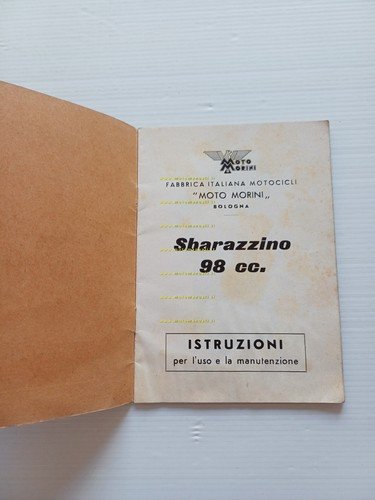 MOTO
MORINI
FABBRICA ITALIANA MOTOCICLI
"MOTO MORINI„
BOLOGNA
Sbarazzino
98 cc.
ISTRUZIONI
per l'uso e la manutenzione